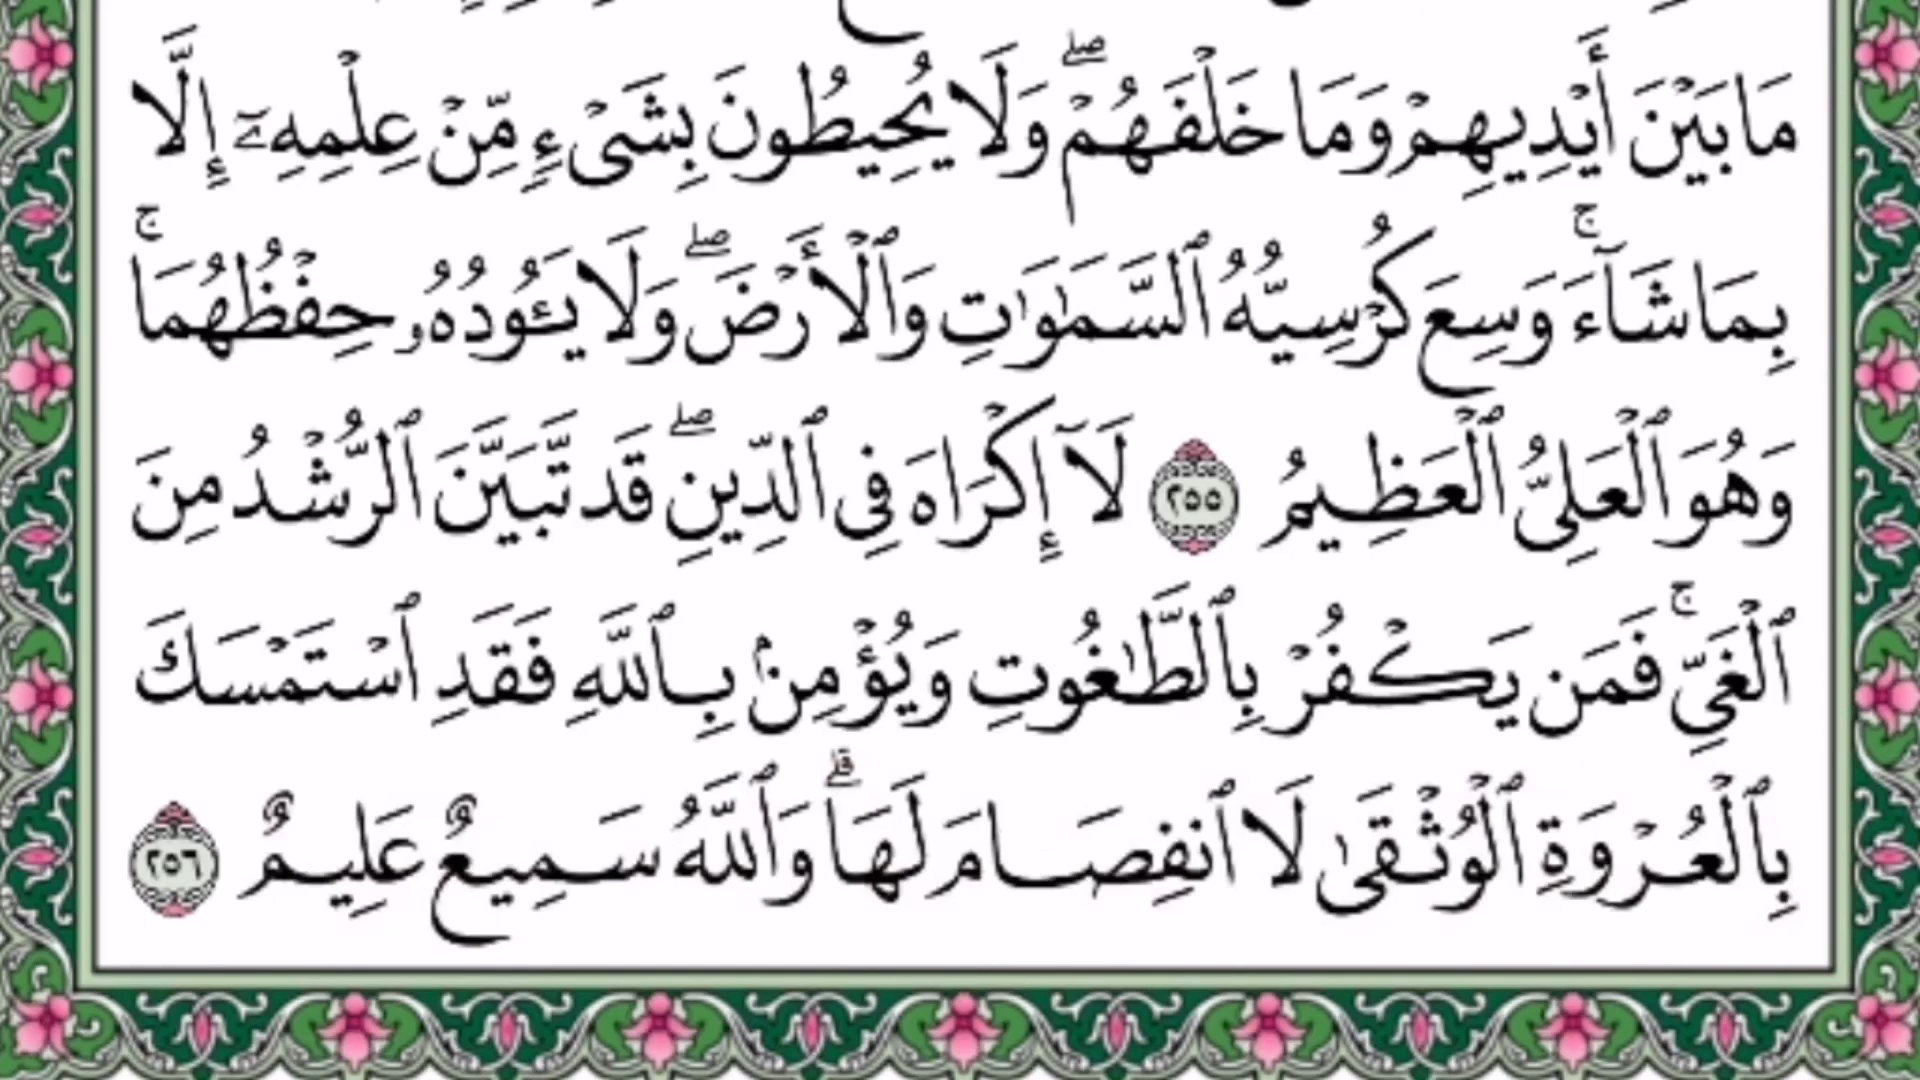 مَا بَيۡنَ أَيۡدِيهِمۡ وَمَا خَلۡفَهُمۡۖ وَلَا يُحِيطُونَ بِشَيۡءٖ مِّنۡ عِلۡمِهِۦٓ إِلَّا
بِمَا شَآءَۚ وَسِعَ كُرۡسِيُّهُ ٱلسَّمَٰوَٰتِ وَٱلۡأَرۡضَۖ وَلَا يَـُٔودُهُۥ حِفۡظُهُمَاۚ
وَهُوَ ٱلۡعَلِيُّ ٱلۡعَظِيمُ ٢٥٥ لَآ إِكۡرَاهَ فِي ٱلدِّينِۖ قَد تَّبَيَّنَ ٱلرُّشۡدُ مِنَ
ٱلۡغَيِّۚ فَمَن يَكۡفُرۡ بِٱلطَّٰغُوتِ وَيُؤۡمِنۢ بِٱللَّهِ فَقَدِ ٱسۡتَمۡسَكَ
بِٱلۡعُرۡوَةِ ٱلۡوُثۡقَىٰ لَا ٱنفِصَامَ لَهَاۗ وَٱللَّهُ سَمِيعٌ عَلِيمٌ ٢٥٦